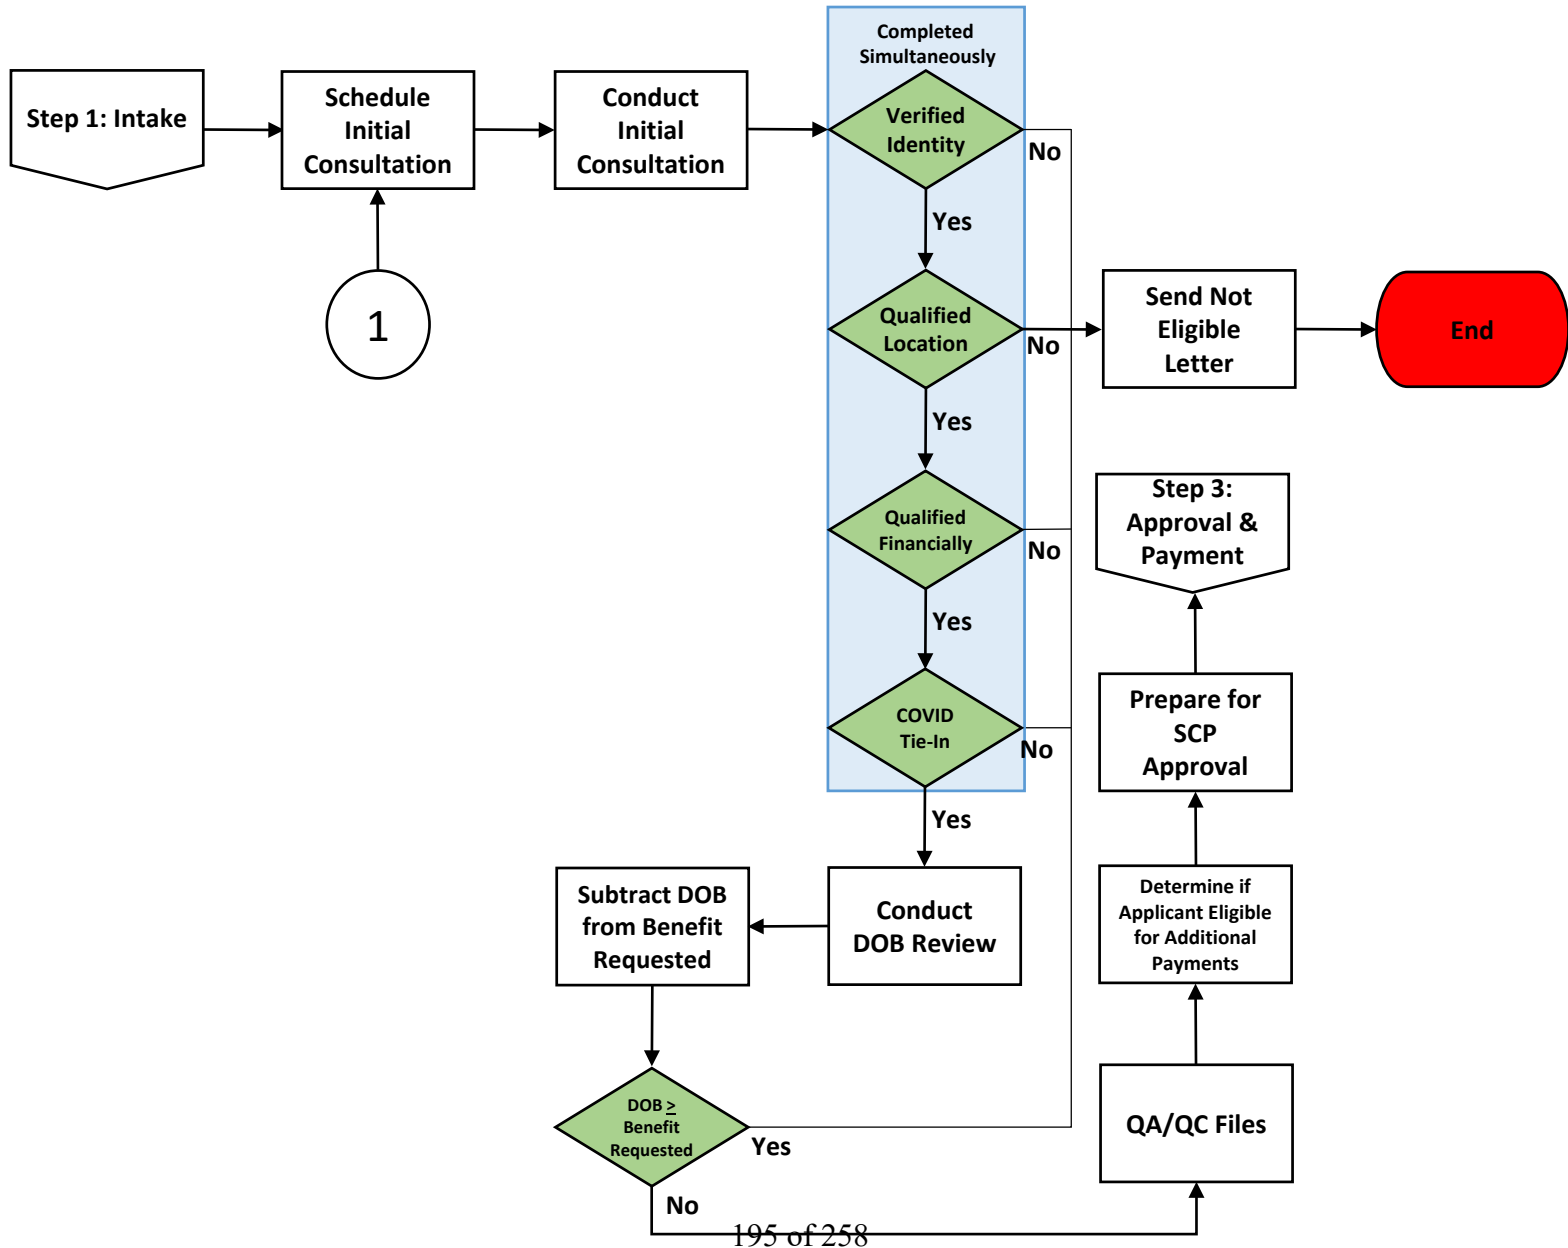 Completed
Simultaneously
Step 1: Intake
Schedule
Initial
Consultation
Conduct
Initial
Consultation
Verified
Identity
No
Yes
1
Qualified
Location
No
Send Not
Eligible
Letter
End
Yes
Qualified
Financially
No
Step 3:
Approval &
Payment
Yes
COVID
Tie-In
No
Prepare for
SCP
Approval
Yes
Subtract DOB
from Benefit
Requested
Conduct
DOB Review
Determine if
Applicant Eligible
for Additional
Payments
DOB >
Benefit
Requested
Yes
QA/QC Files
No
195 of 258